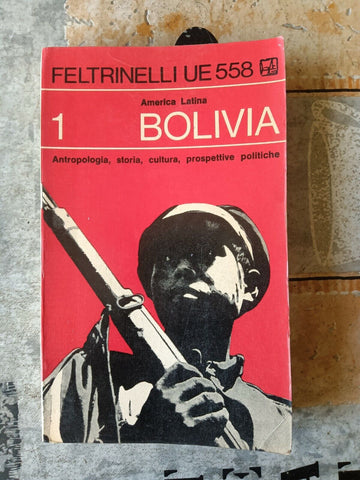 FELTRINELLI UE 558
America Latina
1 BOLIVIA
Antropologia, storia, cultura, prospettive politiche